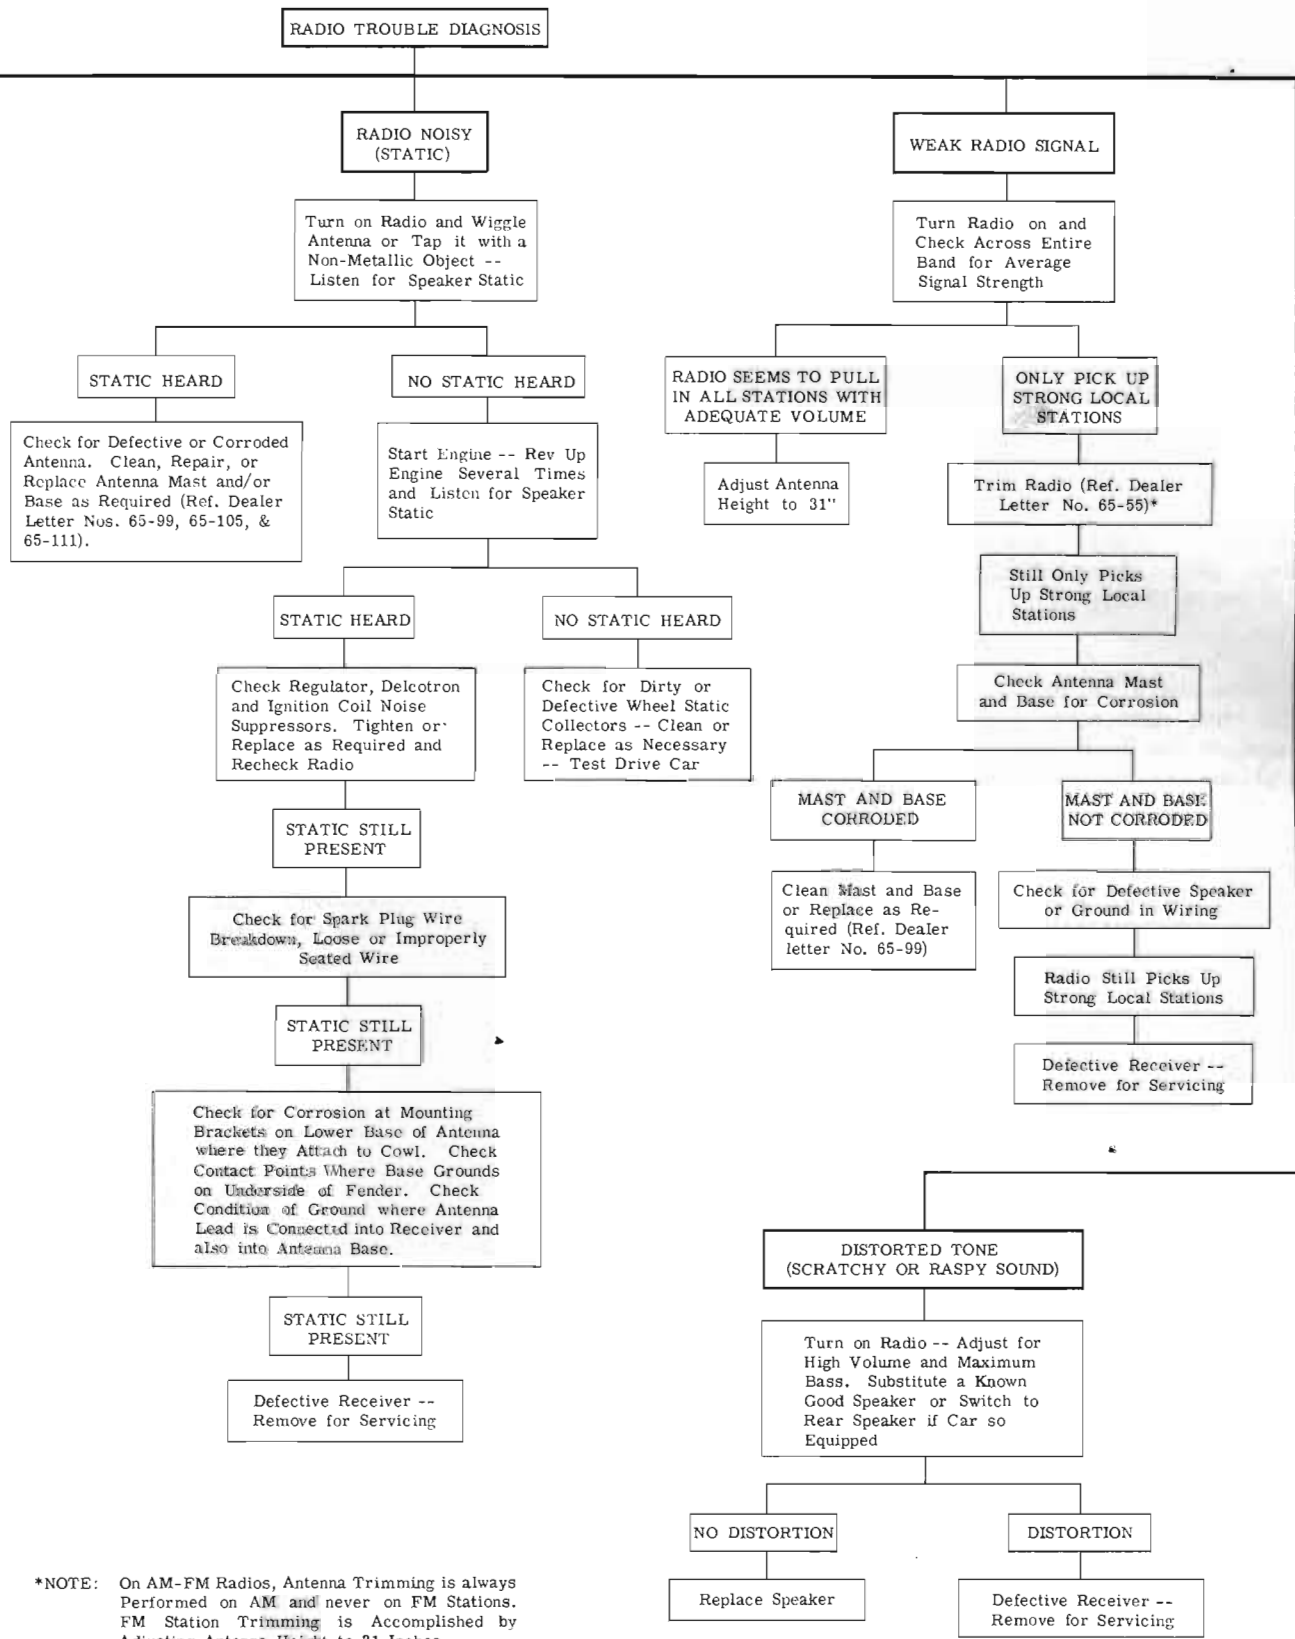 RADIO TROUBLE DIAGNOSIS
RADIO NOISY
(STATIC)
Turn on Radio and Wiggle
Antenna or Tap it with a
Non-Metallic Object --
Listen for Speaker Static
STATIC HEARD
Check for Defective or Corroded
Antenna. Clean, Repair, or
Replace Antenna Mast and/or
Base as Required (Ref. Dealer
Letter Nos. 65-99, 65-105, &
65-111).
NO STATIC HEARD
Start Engine -- Rev Up
Engine Several Times
and Listen for Speaker
Static
STATIC HEARD
Check Regulator, Delcotron
and Ignition Coil Noise
Suppressors. Tighten or
Replace as Required and
Recheck Radio
STATIC STILL
PRESENT
Check for Spark Plug Wire
Breakdown, Loose or Improperly
Seated Wire
STATIC STILL
PRESENT
Check for Corrosion at Mounting
Brackets on Lower Base of Antenna
where they Attach to Cowl. Check
Contact Points Where Base Grounds
on Underside of Fender. Check
Condition of Ground where Antenna
Lead is Connected into Receiver and
also into Antenna Base.
STATIC STILL
PRESENT
Defective Receiver --
Remove for Servicing
NO STATIC HEARD
Check for Dirty or
Defective Wheel Static
Collectors -- Clean or
Replace as Necessary
-- Test Drive Car
WEAK RADIO SIGNAL
Turn Radio on and
Check Across Entire
Band for Average
Signal Strength
RADIO SEEMS TO PULL
IN ALL STATIONS WITH
ADEQUATE VOLUME
Adjust Antenna
Height to 31"
ONLY PICK UP
STRONG LOCAL
STATIONS
Trim Radio (Ref. Dealer
Letter No. 65-55)*
Still Only Picks
Up Strong Local
Stations
Check Antenna Mast
and Base for Corrosion
MAST AND BASE
CORRODED
Clean Mast and Base
or Replace as Re-
quired (Ref. Dealer
letter No. 65-99)
MAST AND BASE
NOT CORRODED
Check for Defective Speaker
or Ground in Wiring
Radio Still Picks Up
Strong Local Stations
Defective Receiver --
Remove for Servicing
DISTORTED TONE
(SCRATCHY OR RASPY SOUND)
Turn on Radio -- Adjust for
High Volume and Maximum
Bass. Substitute a Known
Good Speaker or Switch to
Rear Speaker if Car so
Equipped
NO DISTORTION
Replace Speaker
DISTORTION
Defective Receiver --
Remove for Servicing
*NOTE: On AM-FM Radios, Antenna Trimming is always
Performed on AM and never on FM Stations.
FM Station Trimming is Accomplished by
Adjusting Antenna Height to 31 Inches